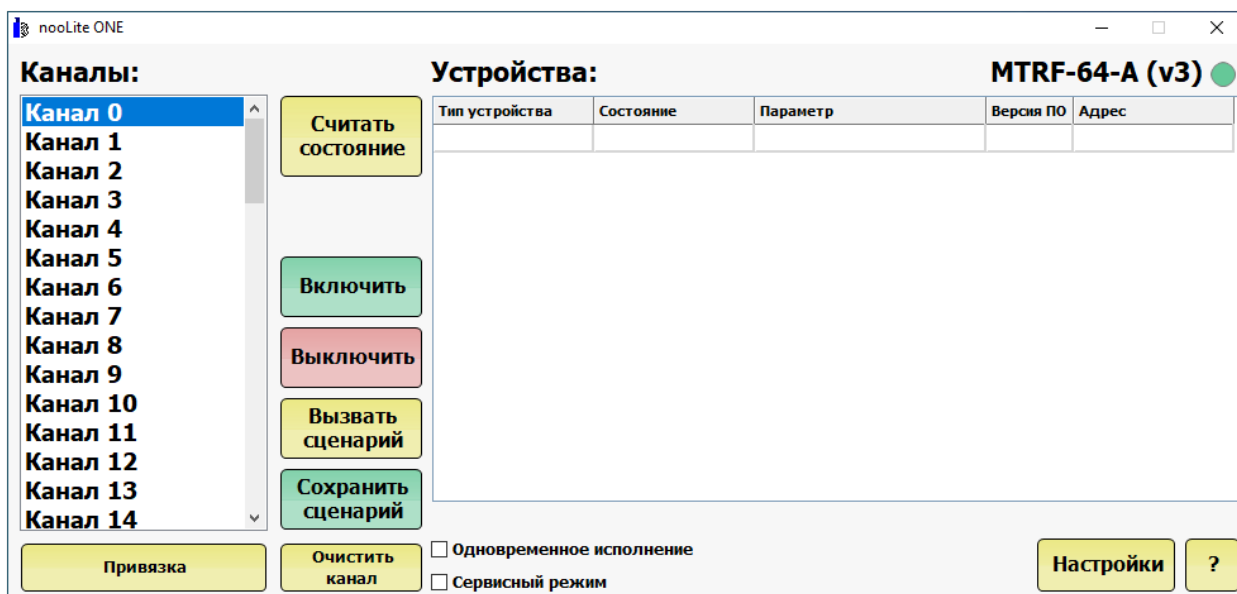 nooLite ONE
Каналы:
Устройства:
MTRF-64-A (v3)
Канал 0
Канал 1
Канал 2
Канал 3
Канал 4
Канал 5
Канал 6
Канал 7
Канал 8
Канал 9
Канал 10
Канал 11
Канал 12
Канал 13
Канал 14
Привязка
Считать
состояние
Включить
Выключить
Вызвать
сценарий
Сохранить
сценарий
Очистить
канал
Тип устройства Состояние Параметр Версия ПО Адрес
Одновременное исполнение
Сервисный режим
Настройки
?